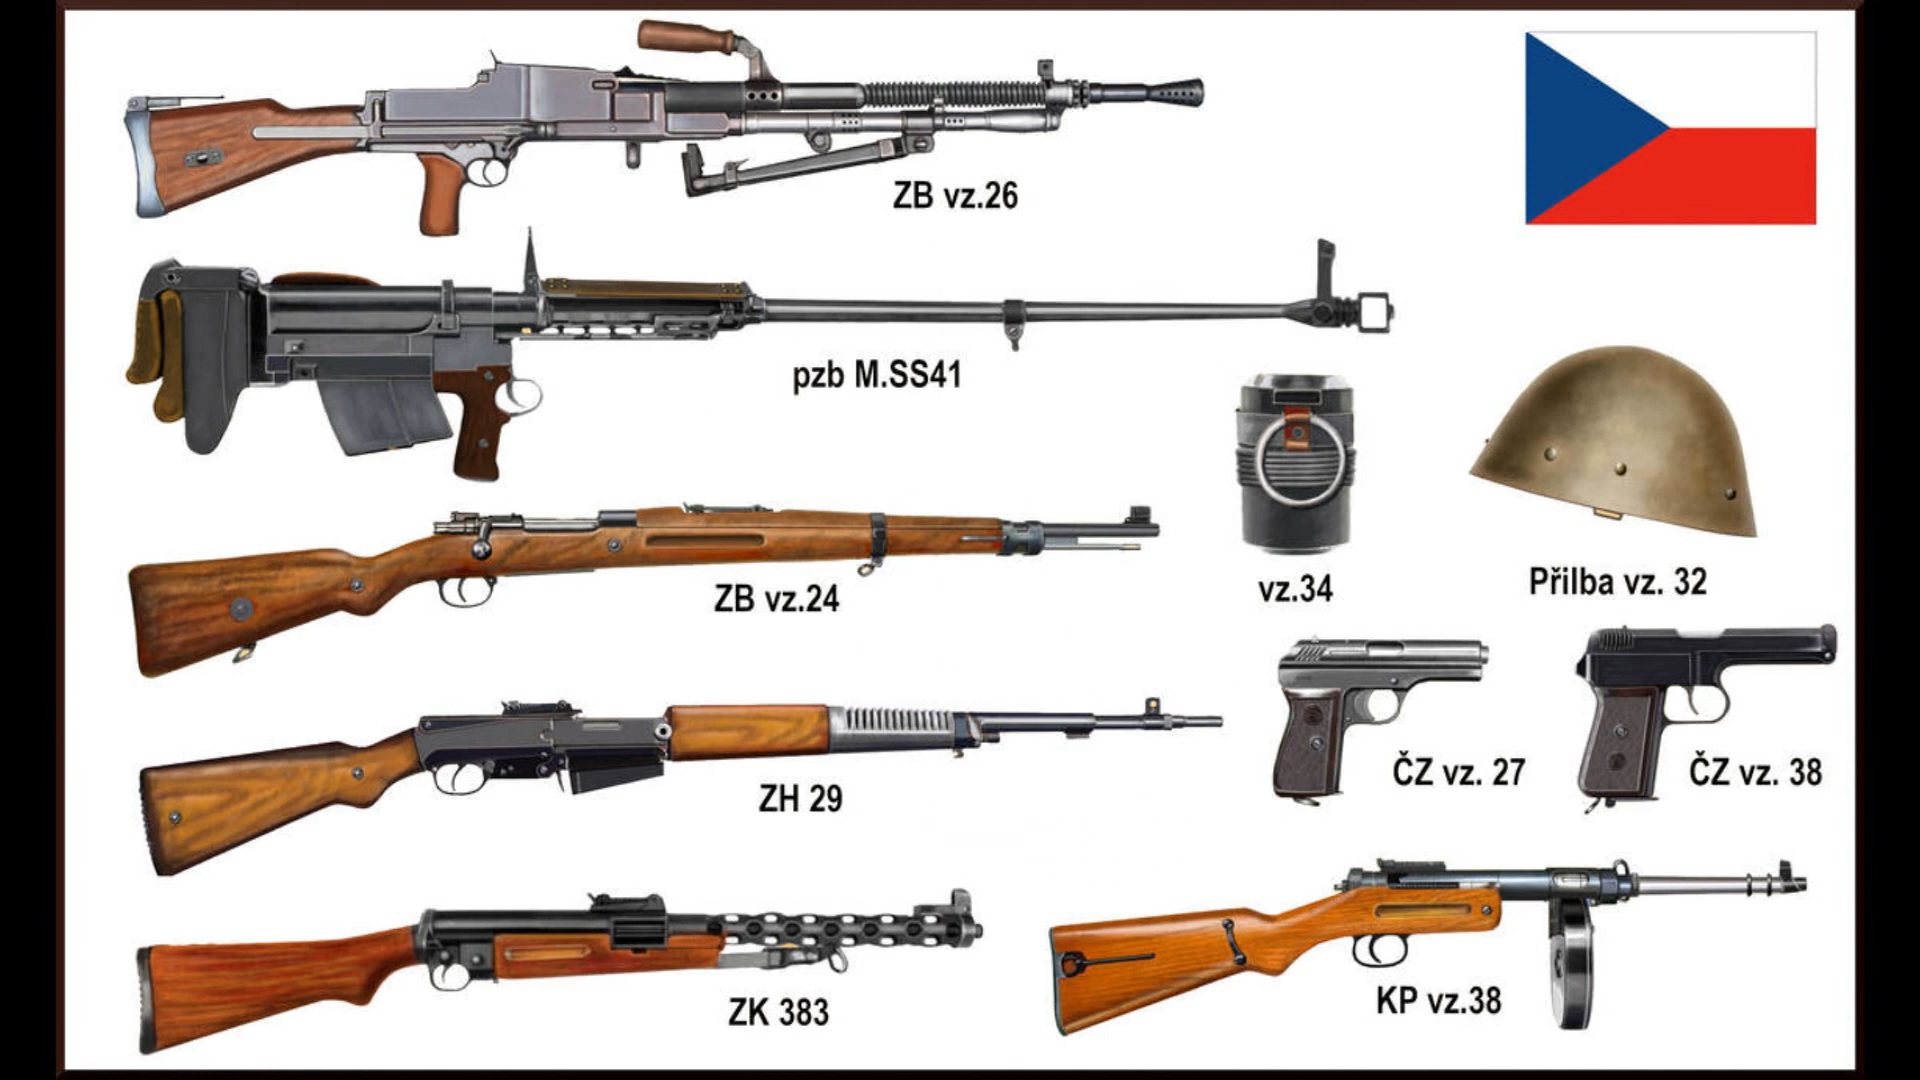 ZB vz.26
pzb M.SS41
vz.34
Přilba vz. 32
ZB vz.24
ČZ vz. 27
ČZ vz. 38
ZH 29
ZK 383
KP vz.38